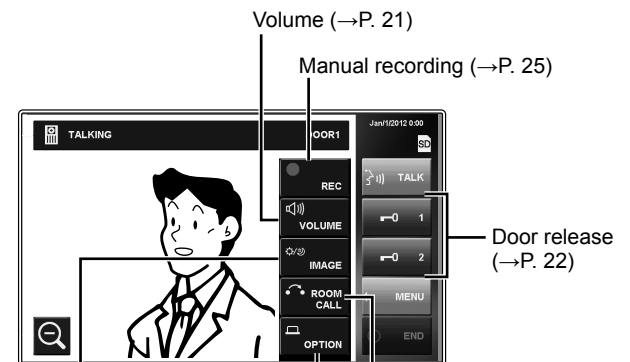 Volume (→P. 21)
Manual recording (→P. 25)
TALKING
DOOR1
Jan/1/2012 0:00
SD
REC
TALK
VOLUME
1
Door release
(→P. 22)
IMAGE
2
ROOM
CALL
MENU
OPTION
END